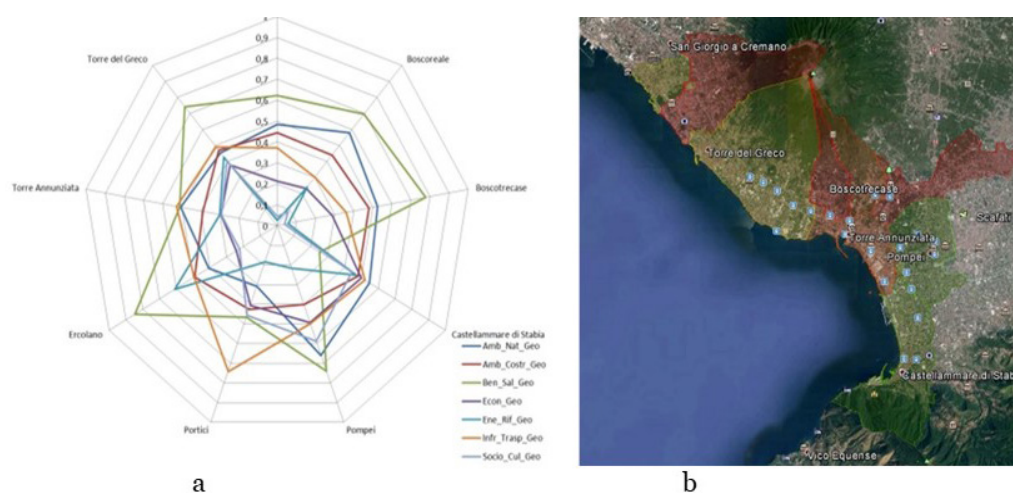 Torre del Greco
Boscoreale
Boscotrecase
Castellammare di Stabia
Pompei
Portici
Ercolano
Torre Annunziata
0,9
0,8
0,7
0,6
0,5
0,4
0,3
0,2
0,1
0
Amb_Nat_Geo
Amb_Costr_Geo
Ben_Sal_Geo
Econ_Geo
Ene_Rif_Geo
Infr_Trasp_Geo
Socio_Cul_Geo
a
San Giorgio a Cremano
Torre del Greco
Boscotrecase
Scafati
Torre Annunziata
Pompei
Castellammare di Stab
Vico Equense
b